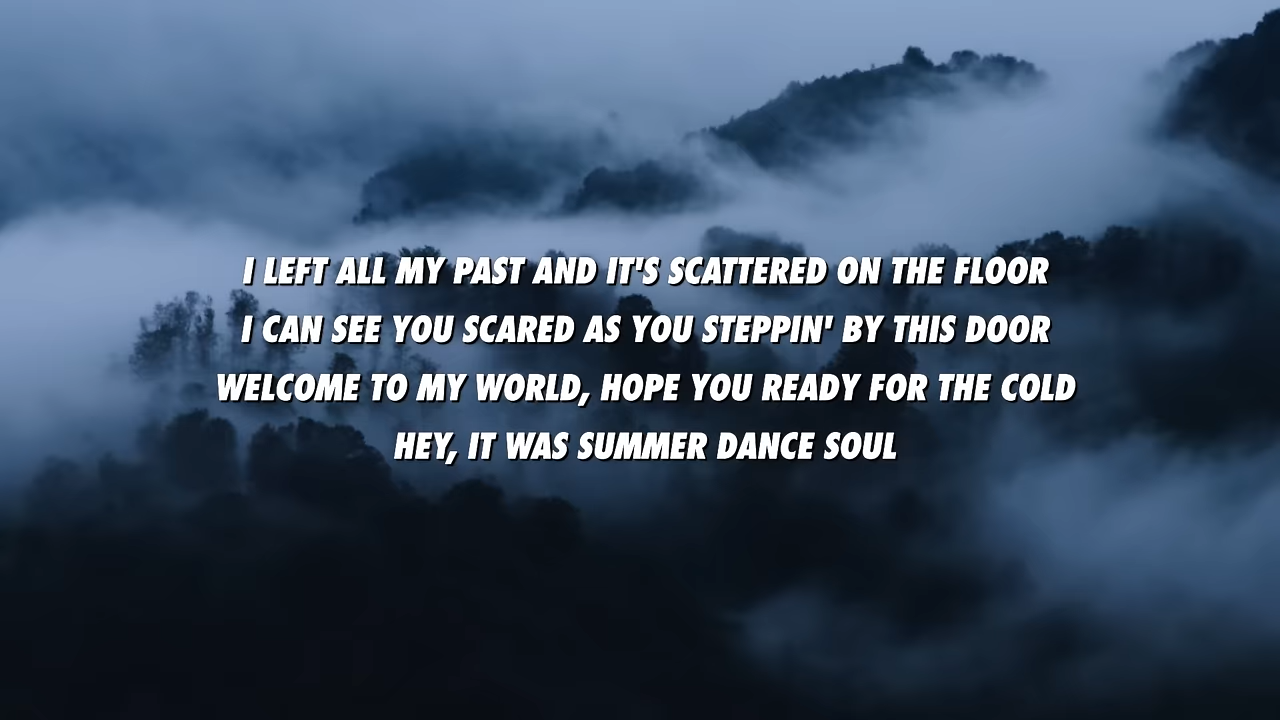 I LEFT ALL MY PAST AND IT'S SCATTERED ON THE FLOOR
I CAN SEE YOU SCARED AS YOU STEPPIN' BY THIS DOOR
WELCOME TO MY WORLD, HOPE YOU READY FOR THE COLD
HEY, IT WAS SUMMER DANCE SOUL